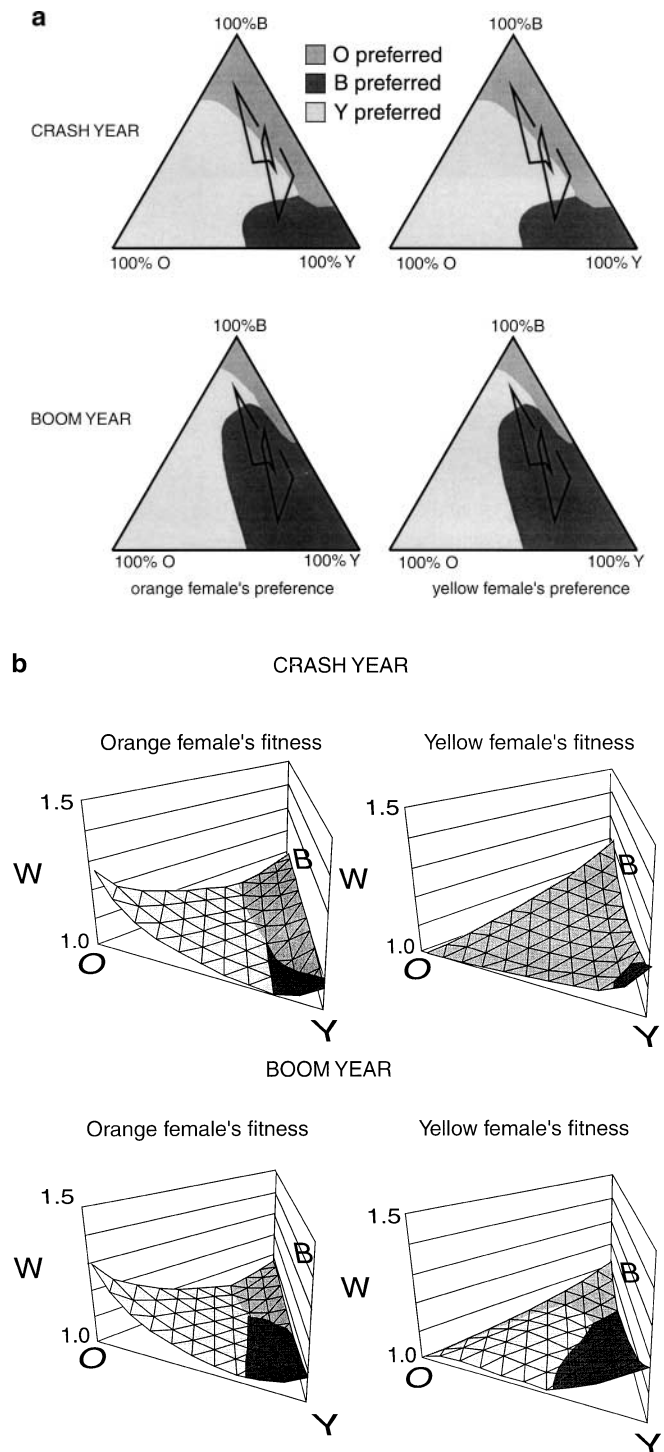 a
100%B
100%B
O preferred
B preferred
Y preferred
CRASH YEAR
100% O
100% Y
100% O
100% Y
100%B
100%B
BOOM YEAR
100% O
100% Y
100% O
100% Y
orange female's preference
yellow female's preference
b
CRASH YEAR
Orange female's fitness
Yellow female's fitness
1.5
1.5
W
B
W
B
1.0
1.0
O
O
Y
Y
BOOM YEAR
Orange female's fitness
Yellow female's fitness
1.5
1.5
W
B
W
B
1.0
1.0
O
O
Y
Y